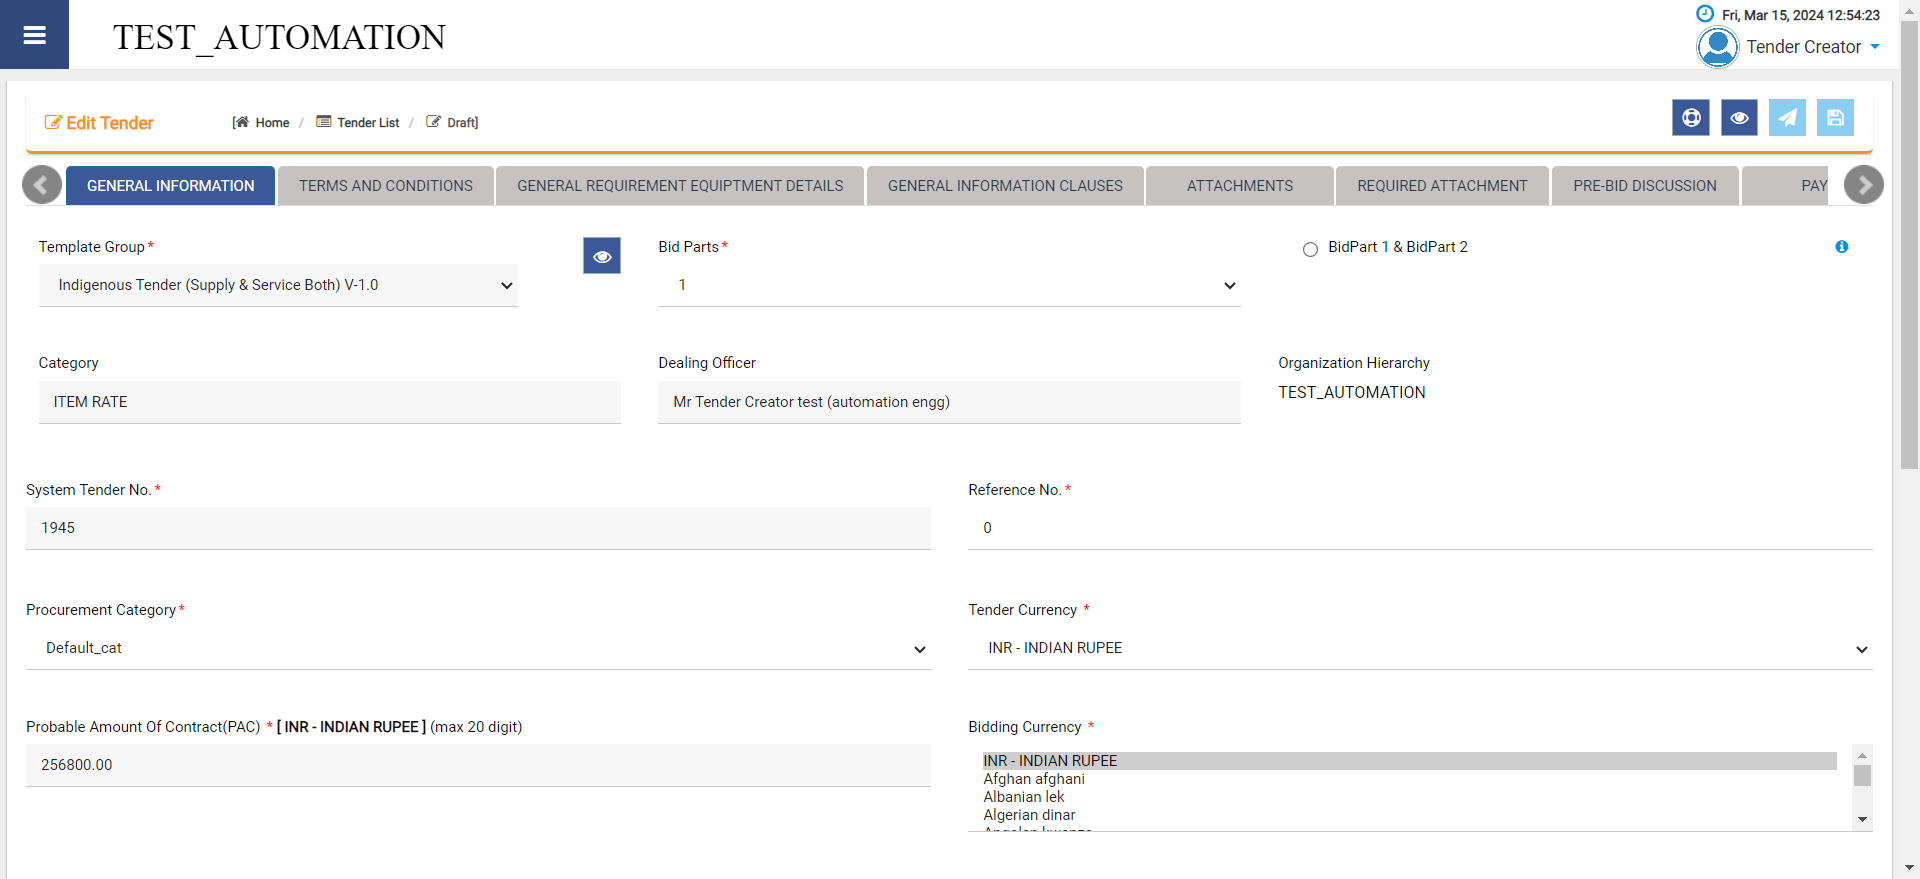 TEST_AUTOMATION
Fri, Mar 15, 2024 12:54:23
Tender Creator
Edit Tender
[ Home / Tender List / Draft]
GENERAL INFORMATION
TERMS AND CONDITIONS
GENERAL REQUIREMENT EQUIPTMENT DETAILS
GENERAL INFORMATION CLAUSES
ATTACHMENTS
REQUIRED ATTACHMENT
PRE-BID DISCUSSION
PAY
Template Group*
Indigenous Tender (Supply & Service Both) V-1.0
Bid Parts*
1
BidPart 1 & BidPart 2
Category
ITEM RATE
Dealing Officer
Mr Tender Creator test (automation engg)
Organization Hierarchy
TEST_AUTOMATION
System Tender No.*
1945
Reference No.*
0
Procurement Category*
Default_cat
Tender Currency *
INR - INDIAN RUPEE
Probable Amount Of Contract(PAC) * [ INR - INDIAN RUPEE ] (max 20 digit)
256800.00
Bidding Currency *
INR - INDIAN RUPEE
Afghan afghani
Albanian lek
Algerian dinar